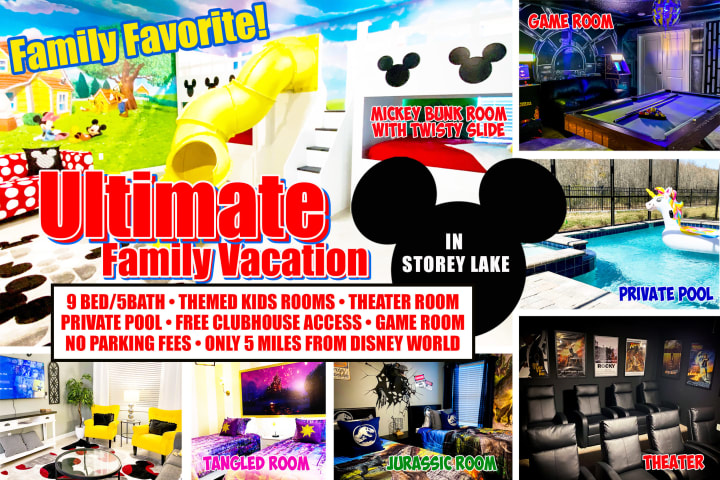 Family Favorite!
MICKEY BUNK ROOM
WITH TWISTY SLIDE
GAME ROOM
Ultimate
Family Vacation
IN
STOREY LAKE
9 BED/5BATH • THEMED KIDS ROOMS • THEATER ROOM
PRIVATE POOL • FREE CLUBHOUSE ACCESS • GAME ROOM
NO PARKING FEES • ONLY 5 MILES FROM DISNEY WORLD
PRIVATE POOL
TANGLED ROOM
JURASSIC ROOM
ROCKY
THEATER